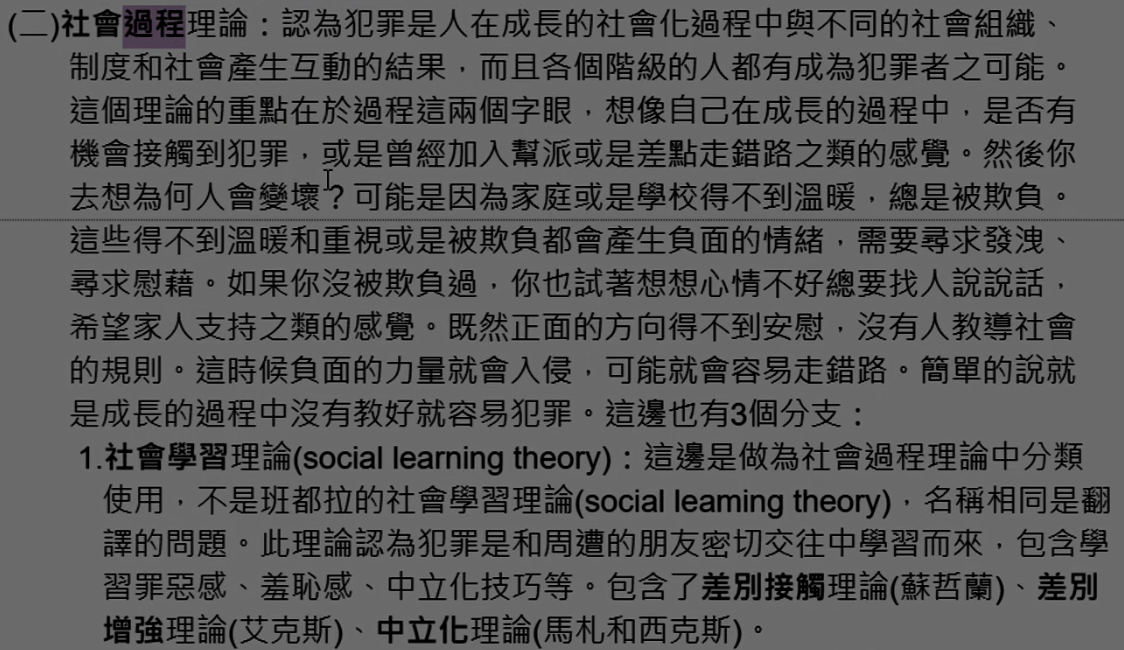 (二)社會過程理論：認為犯罪是人在成長的社會化過程中與不同的社會組織、
制度和社會產生互動的結果，而且各個階級的人都有成為犯罪者之可能。
這個理論的重點在於過程這兩個字眼，想像自己在成長的過程中，是否有
機會接觸到犯罪，或是曾經加入幫派或是差點走錯路之類的感覺。然後你
去想為何人會變壞？可能是因為家庭或是學校得不到溫暖，總是被欺負。
這些得不到溫暖和重視或是被欺負都會產生負面的情緒，需要尋求發洩、
尋求慰藉。如果你沒被欺負過，你也試著想想心情不好總要找人說說話，
希望家人支持之類的感覺。既然正面的方向得不到安慰，沒有人教導社會
的規則。這時候負面的力量就會入侵，可能就會容易走錯路。簡單的說就
是成長的過程中沒有教好就容易犯罪。這邊也有3個分支：
1.社會學習理論(social learning theory)：這邊是做為社會過程理論中分類
使用，不是班都拉的社會學習理論(social leaming theory)，名稱相同是翻
譯的問題。此理論認為犯罪是和周遭的朋友密切交往中學習而來，包含學
習罪惡感、羞恥感、中立化技巧等。包含了差別接觸理論(蘇哲蘭)、差別
增強理論(艾克斯)、中立化理論(馬札和西克斯)。